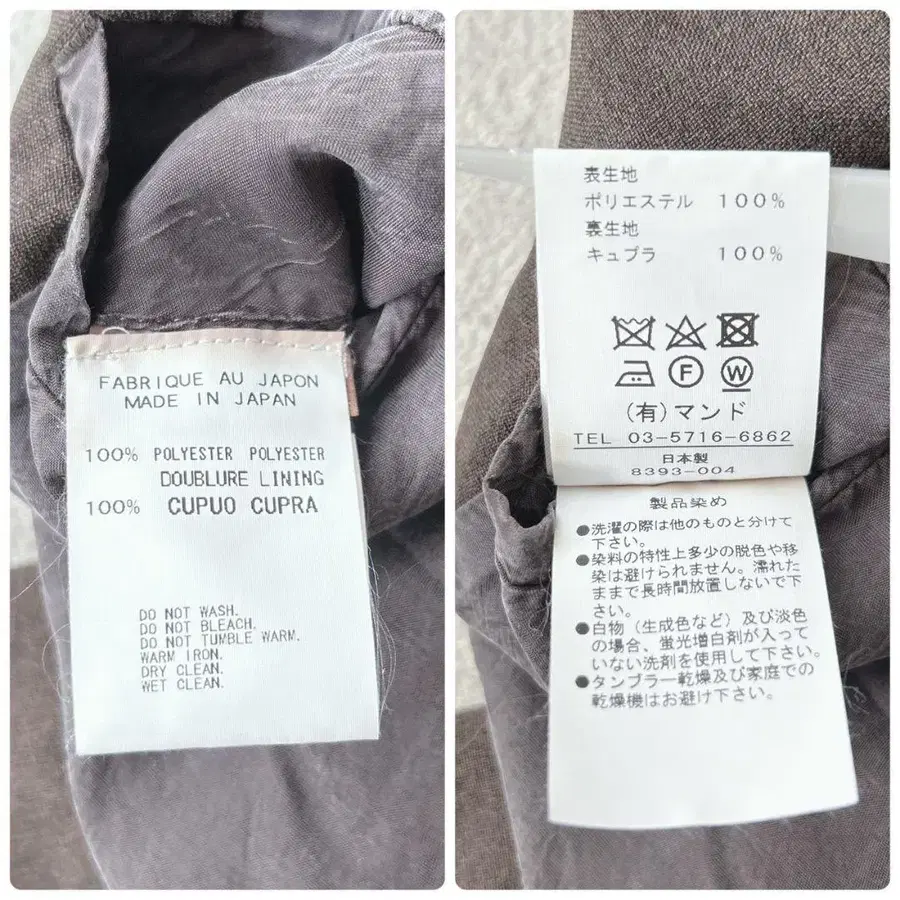 FABRIQUE AU JAPON
MADE IN JAPAN
100% POLYESTER POLYESTER
DOUBLURE LINING
100% CUPUO CUPRA
DO NOT WASH.
DO NOT BLEACH.
DO NOT TUMBLE WARM.
WARM IRON.
DRY CLEAN.
WET CLEAN.
表生地
ポリエステル 100%
裏生地
キュプラ 100%
F W
(有)マンド
TEL 03-5716-6862
日本製
8393-004
製品染め
●洗濯の際は他のものと分けて
下さい。
●染料の特性上多少の脱色や移
染は避けられません。濡れた
ままで長時間放置しないで下
さい。
●白物(生成色など)及び淡色
の場合、蛍光増白剤が入って
いない洗剤を使用して下さい。
●タンブラー乾燥及び家庭での
乾燥機はお避け下さい。